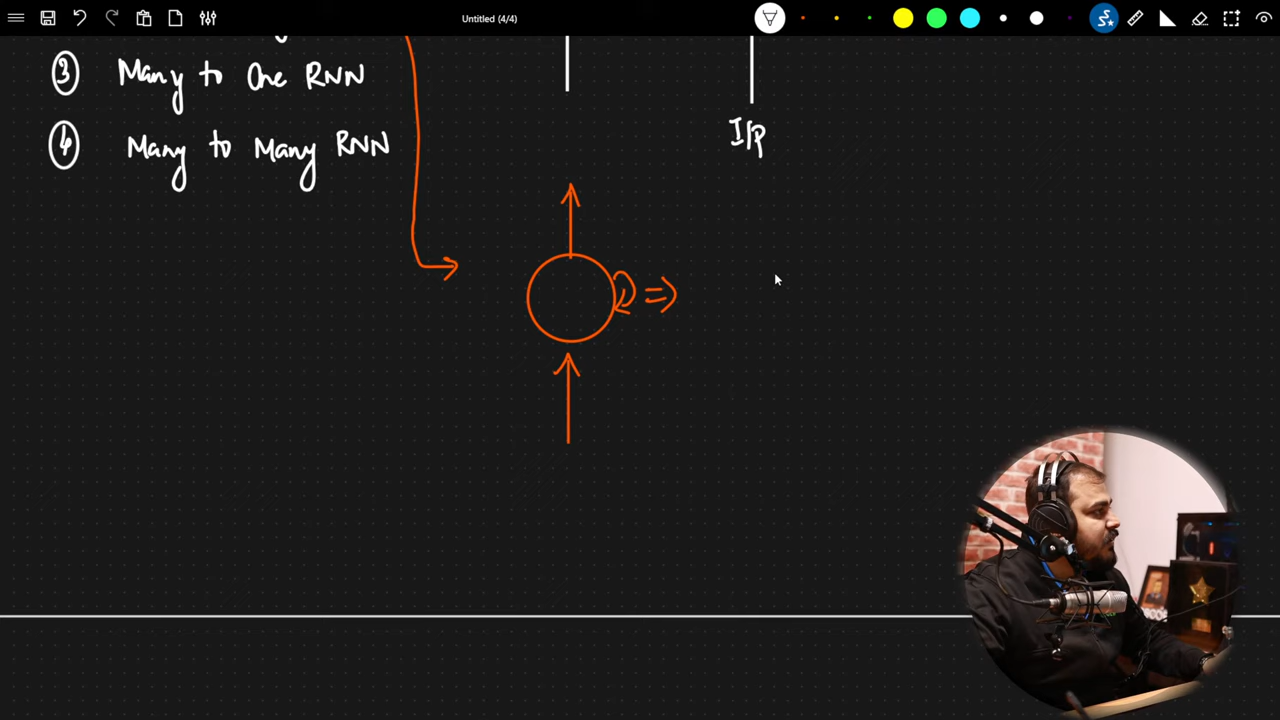 Untitled (4/4)
③ Many to One RNN
I/p
④ Many to Many RNN